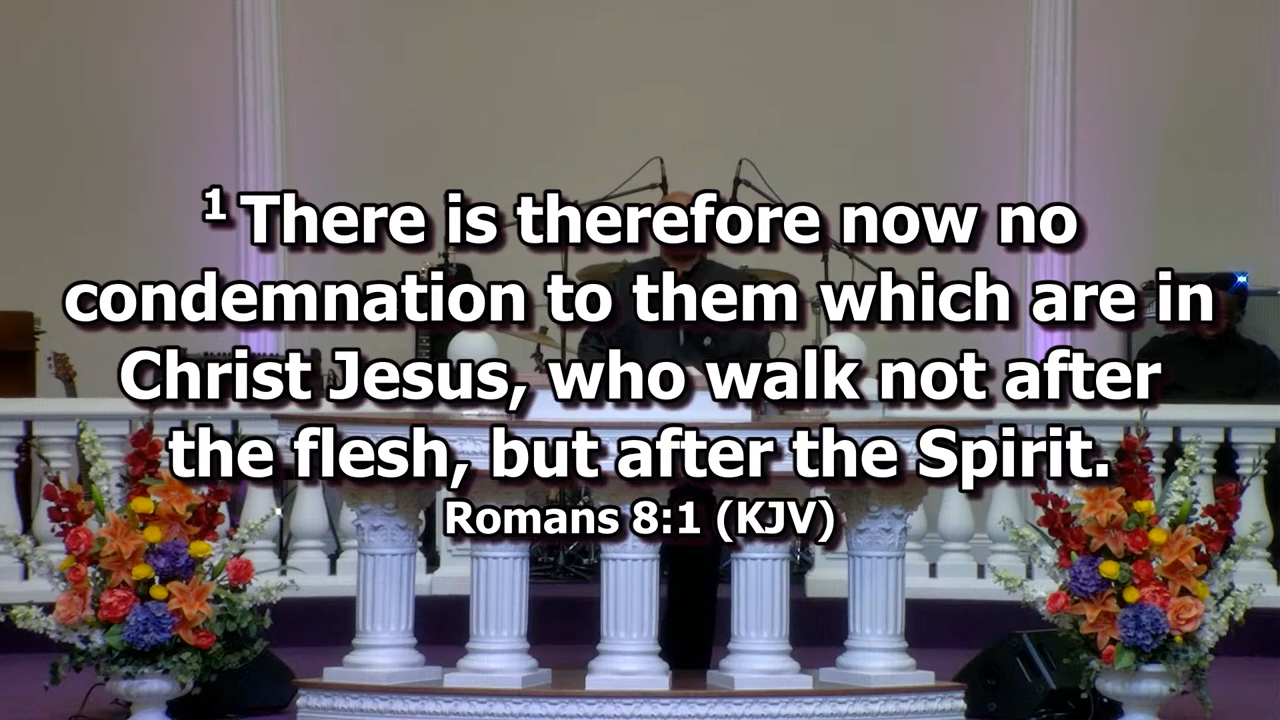 1 There is therefore now no
condemnation to them which are in
Christ Jesus, who walk not after
the flesh, but after the Spirit.
Romans 8:1 (KJV)